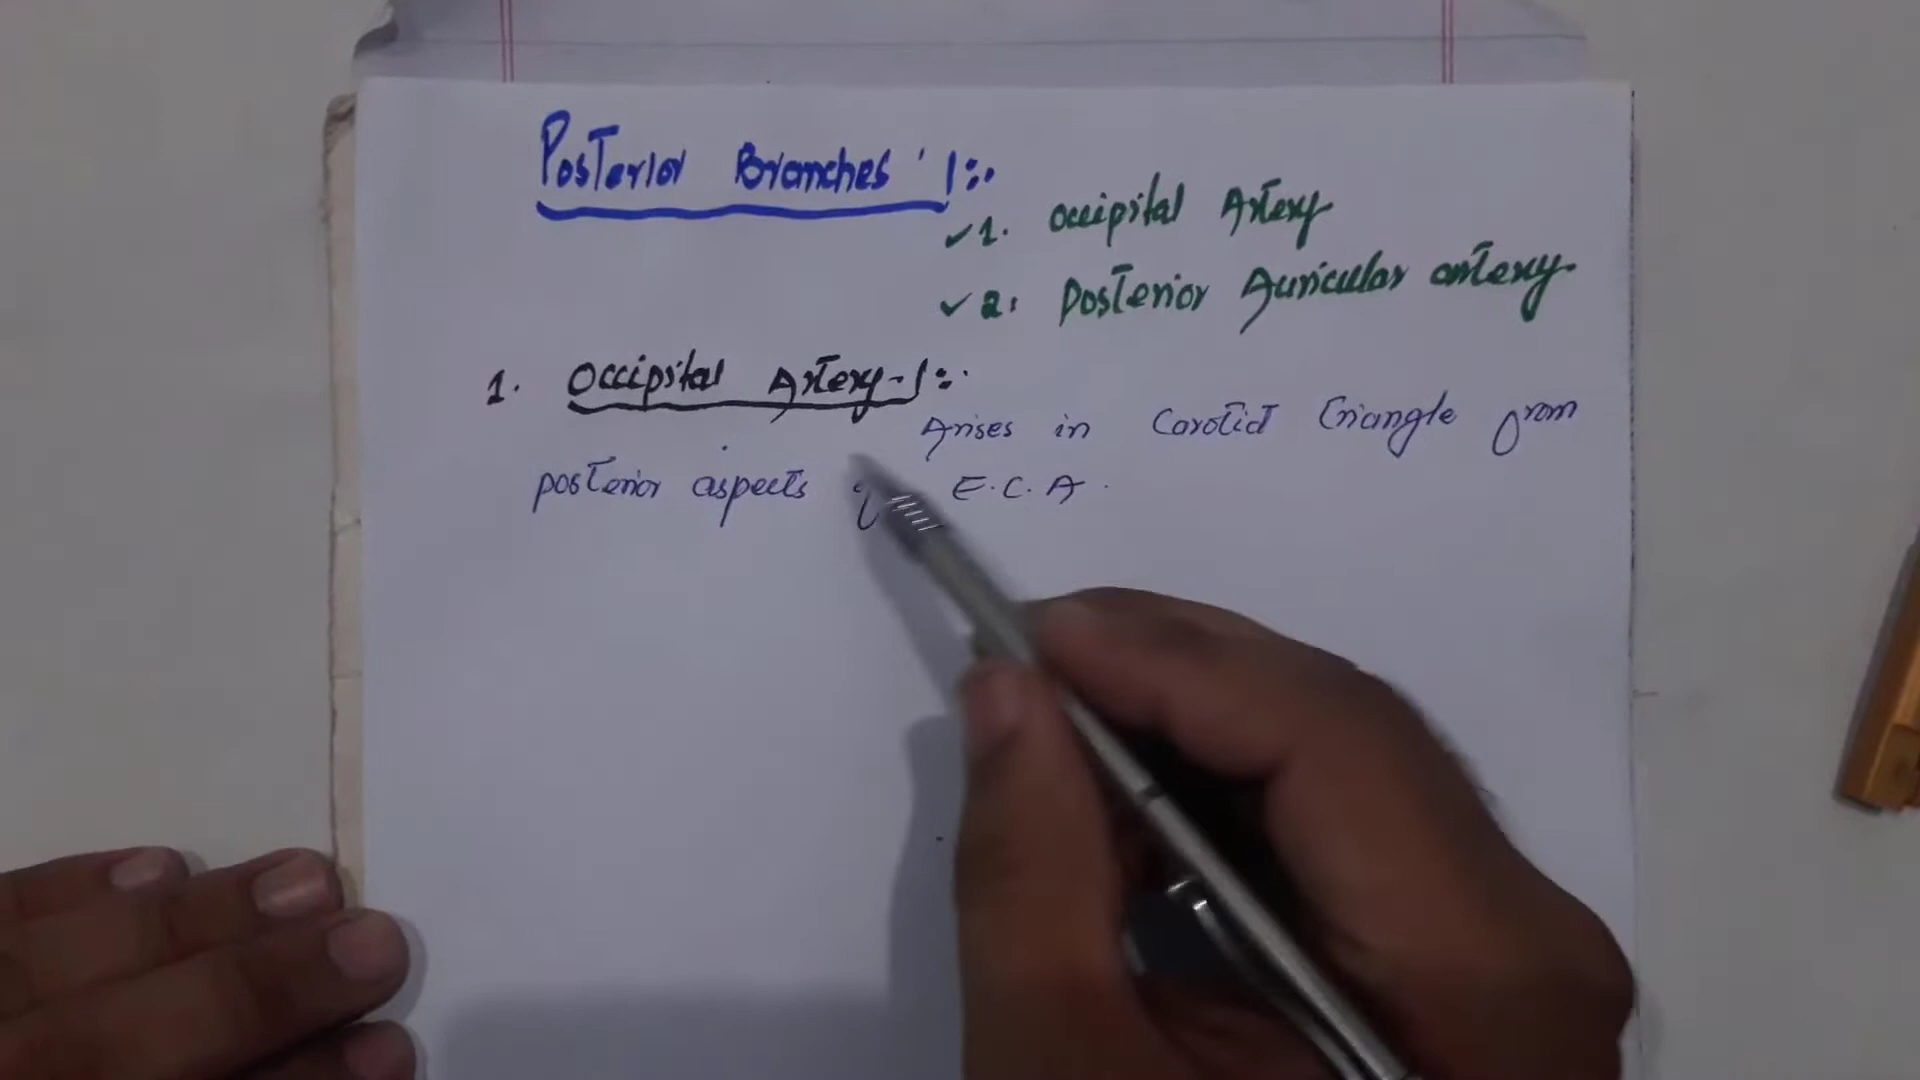 Posterior Branches :-
✓1. Occipital Artery
✓2. Posterior Auricular artery
1. Occipital Artery :-
Arises in Carotid triangle from
posterior aspects of E.C.A.